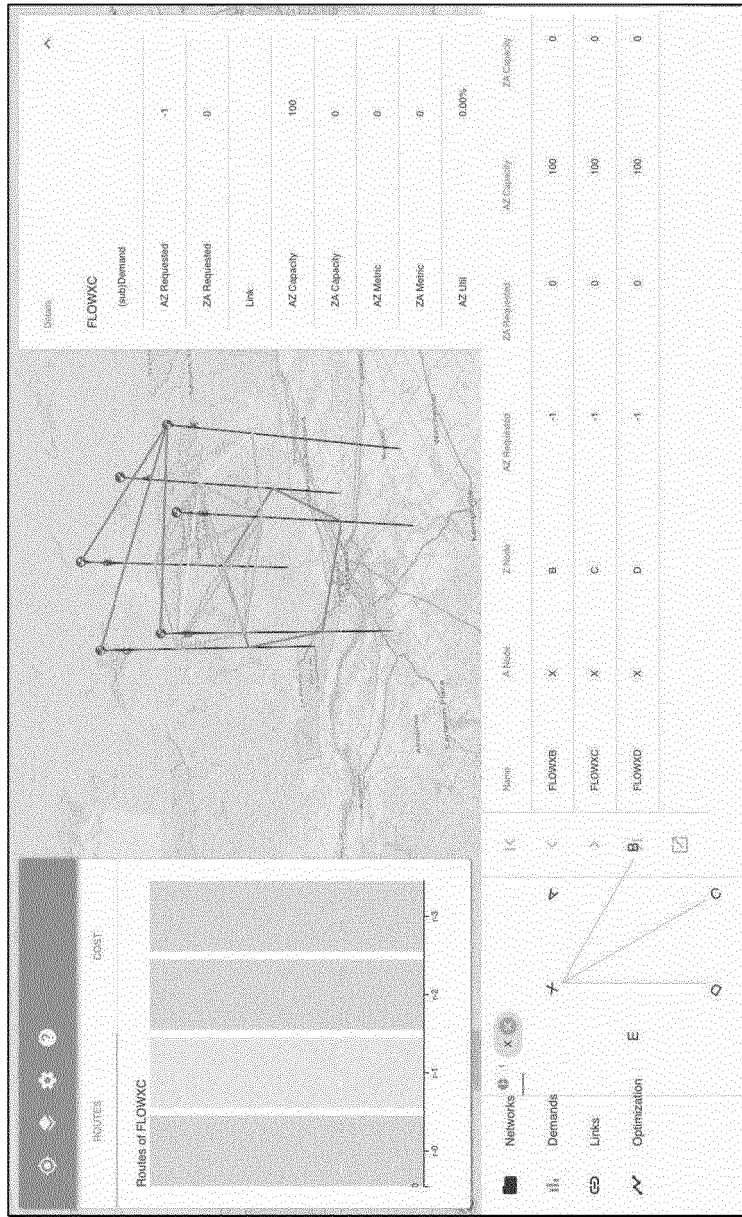 ROUTES COST
Routes of FLOWXC
0
r-0 r-1 r-2 r-3
Details
FLOWXC
(sub)Demand
AZ Requested -1
ZA Requested 0
Link
AZ Capacity 100
ZA Capacity 0
AZ Metric 0
ZA Metric 0
AZ Util 0.00%
Networks
Demands
Links
Optimization
X
X A
E B
D C
Name A Node Z Node AZ Requested ZA Requested AZ Capacity ZA Capacity
FLOWXB X B -1 0 100 0
FLOWXC X C -1 0 100 0
FLOWXD X D -1 0 100 0